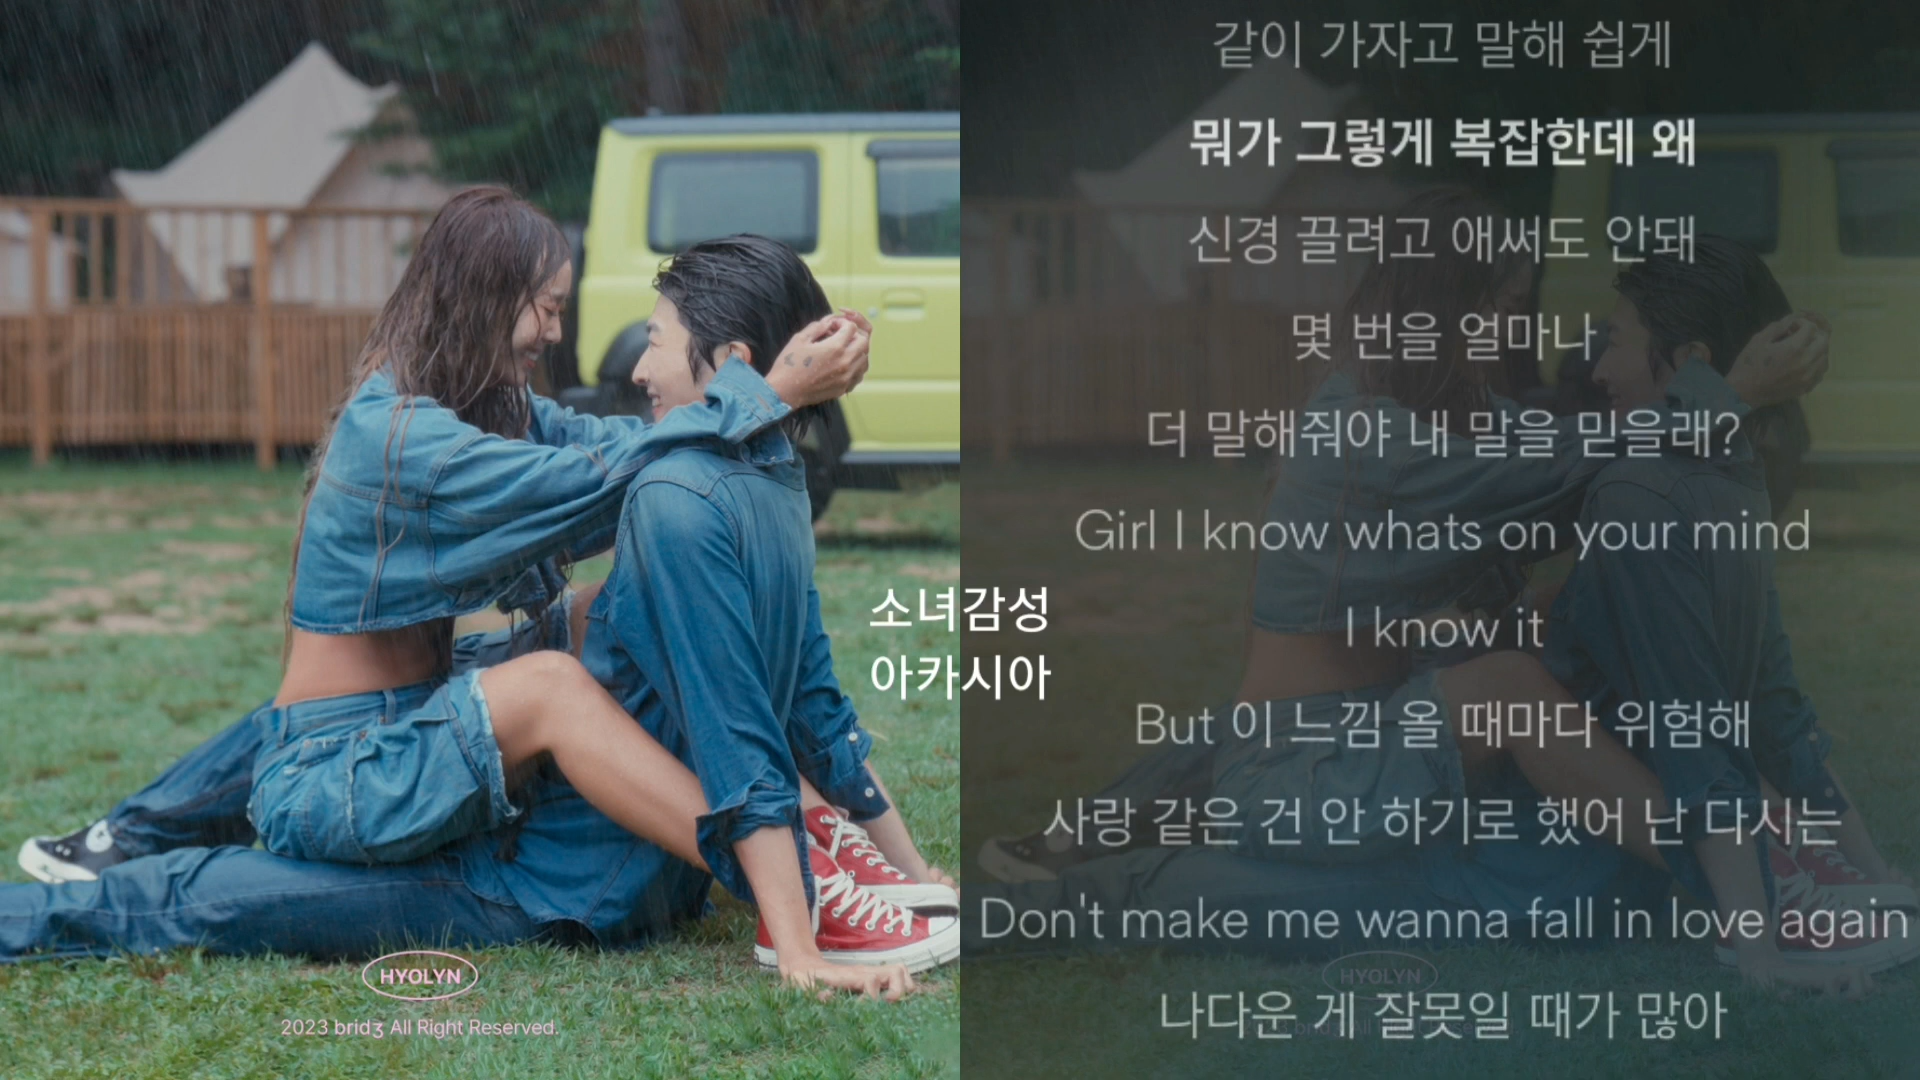 같이 가자고 말해 쉽게
뭐가 그렇게 복잡한데 왜
신경 끌려고 애써도 안돼
몇 번을 얼마나
더 말해줘야 내 말을 믿을래?
Girl I know whats on your mind
I know it
But 이 느낌 올 때마다 위험해
사랑 같은 건 안 하기로 했어 난 다시는
Don't make me wanna fall in love again
나다운 게 잘못일 때가 많아
소녀감성
아카시아
HYOLYN
2023 bridʒ All Right Reserved.
HYOLYN